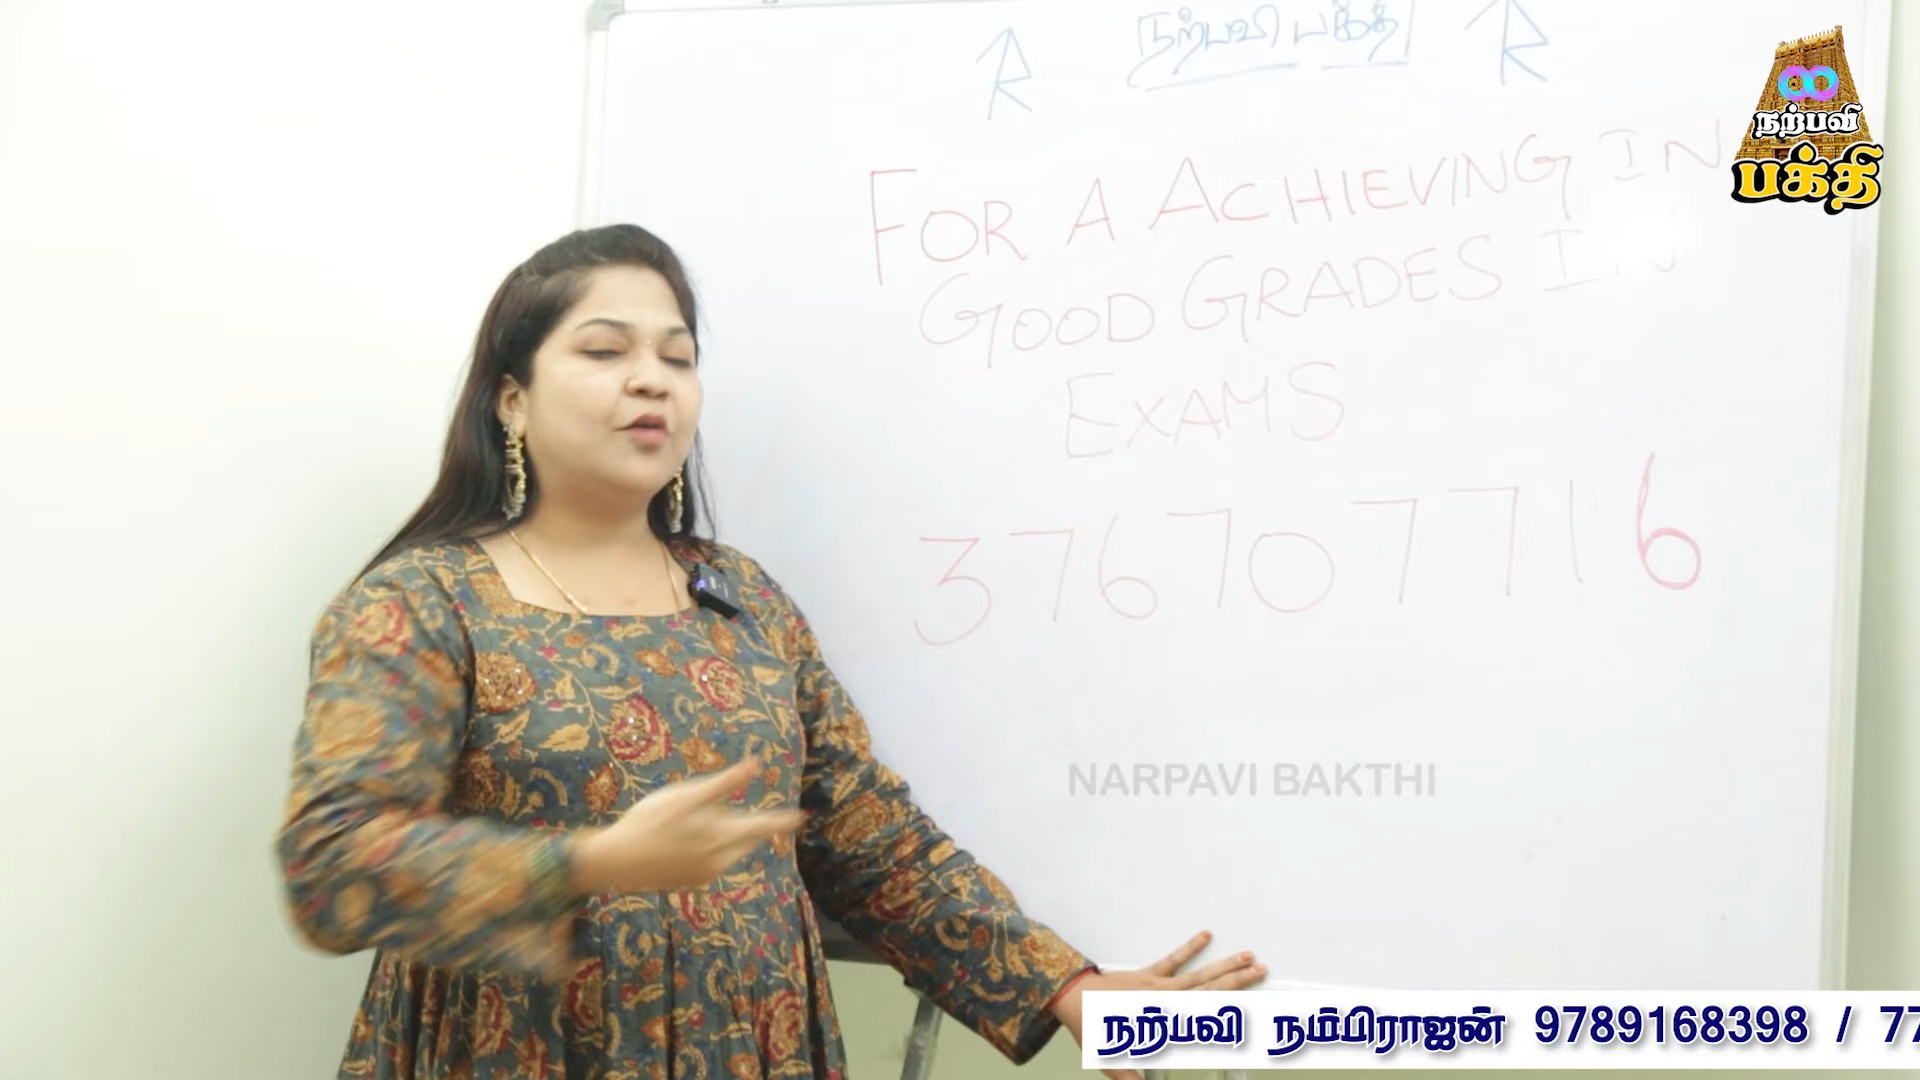 நற்பவி பக்தி
FOR A ACHIEVING IN
GOOD GRADES IN
EXAMS
376707716
நற்பவி
பக்தி
NARPAVI BAKTHI
நற்பவி நம்பிராஜன் 9789168398 / 77